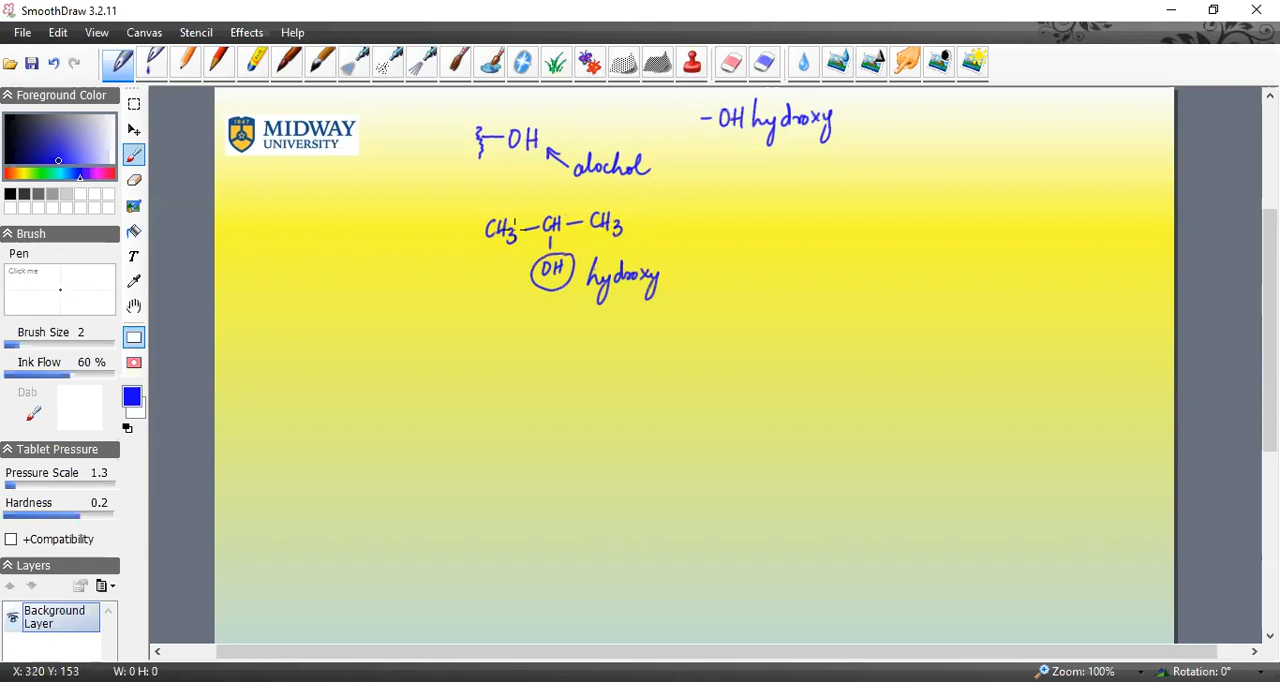 SmoothDraw 3.2.11
File Edit View Canvas Stencil Effects Help
Foreground Color
Brush
Pen
Click me
Brush Size 2
Ink Flow 60 %
Dab
Tablet Pressure
Pressure Scale 1.3
Hardness 0.2
+Compatibility
Layers
Background
Layer
1847
MIDWAY
UNIVERSITY
-OH hydroxy
-OH
alochol
CH3 - CH - CH3
OH hydroxy
X: 320 Y: 153 W: 0 H: 0 Zoom: 100% Rotation: 0°